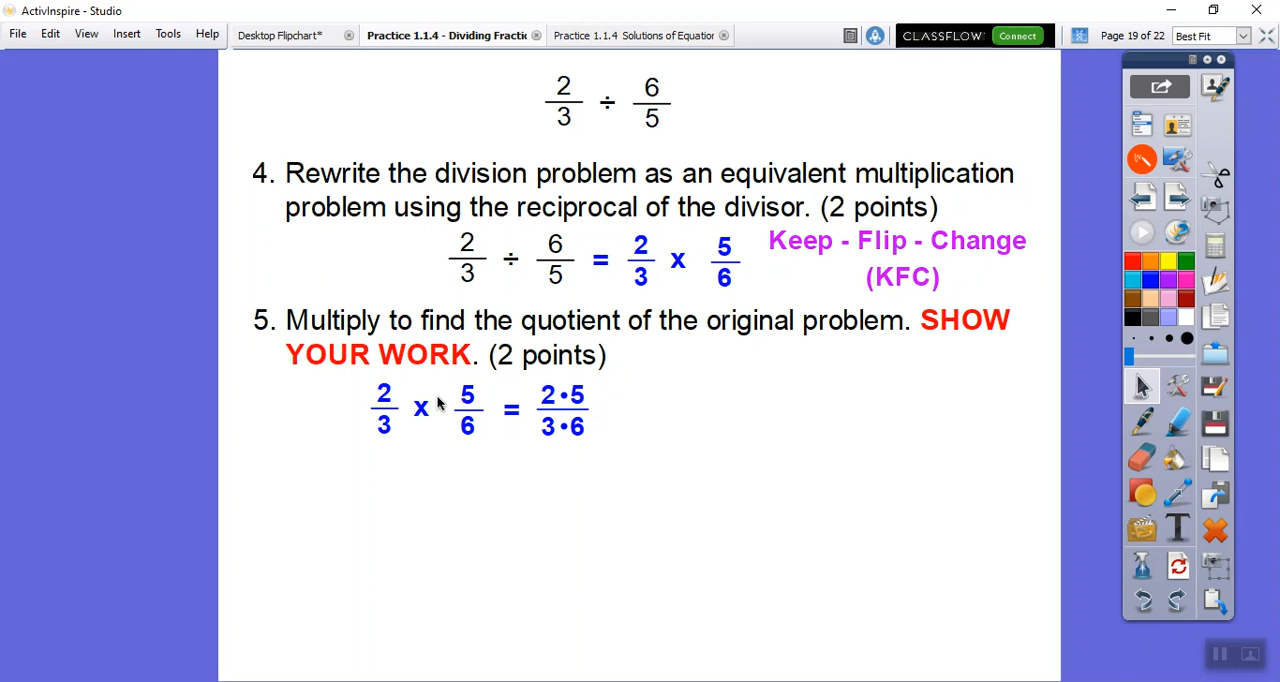 ActivInspire - Studio
File Edit View Insert Tools Help
Desktop Flipchart*
Practice 1.1.4 - Dividing Fractic
Practice 1.1.4 Solutions of Equatior
CLASSFLOW Connect
Page 19 of 22
Best Fit
2/3 ÷ 6/5
4. Rewrite the division problem as an equivalent multiplication
problem using the reciprocal of the divisor. (2 points)
2/3 ÷ 6/5 = 2/3 x 5/6
Keep - Flip - Change
(KFC)
5. Multiply to find the quotient of the original problem. SHOW
YOUR WORK. (2 points)
2/3 x 5/6 = 2•5/3•6